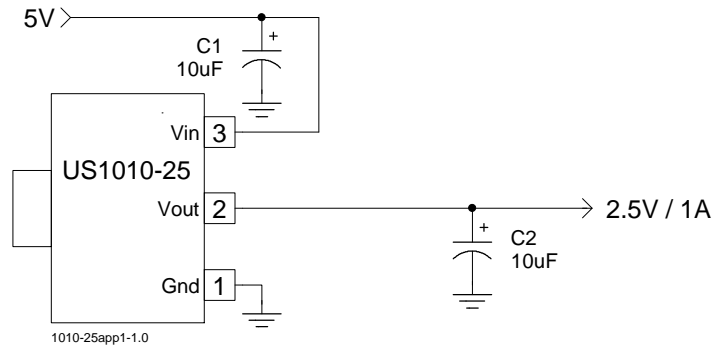 5V
+
C1
10uF
Vin 3
US1010-25
Vout 2
2.5V / 1A
+
C2
10uF
Gnd 1
1010-25app1-1.0